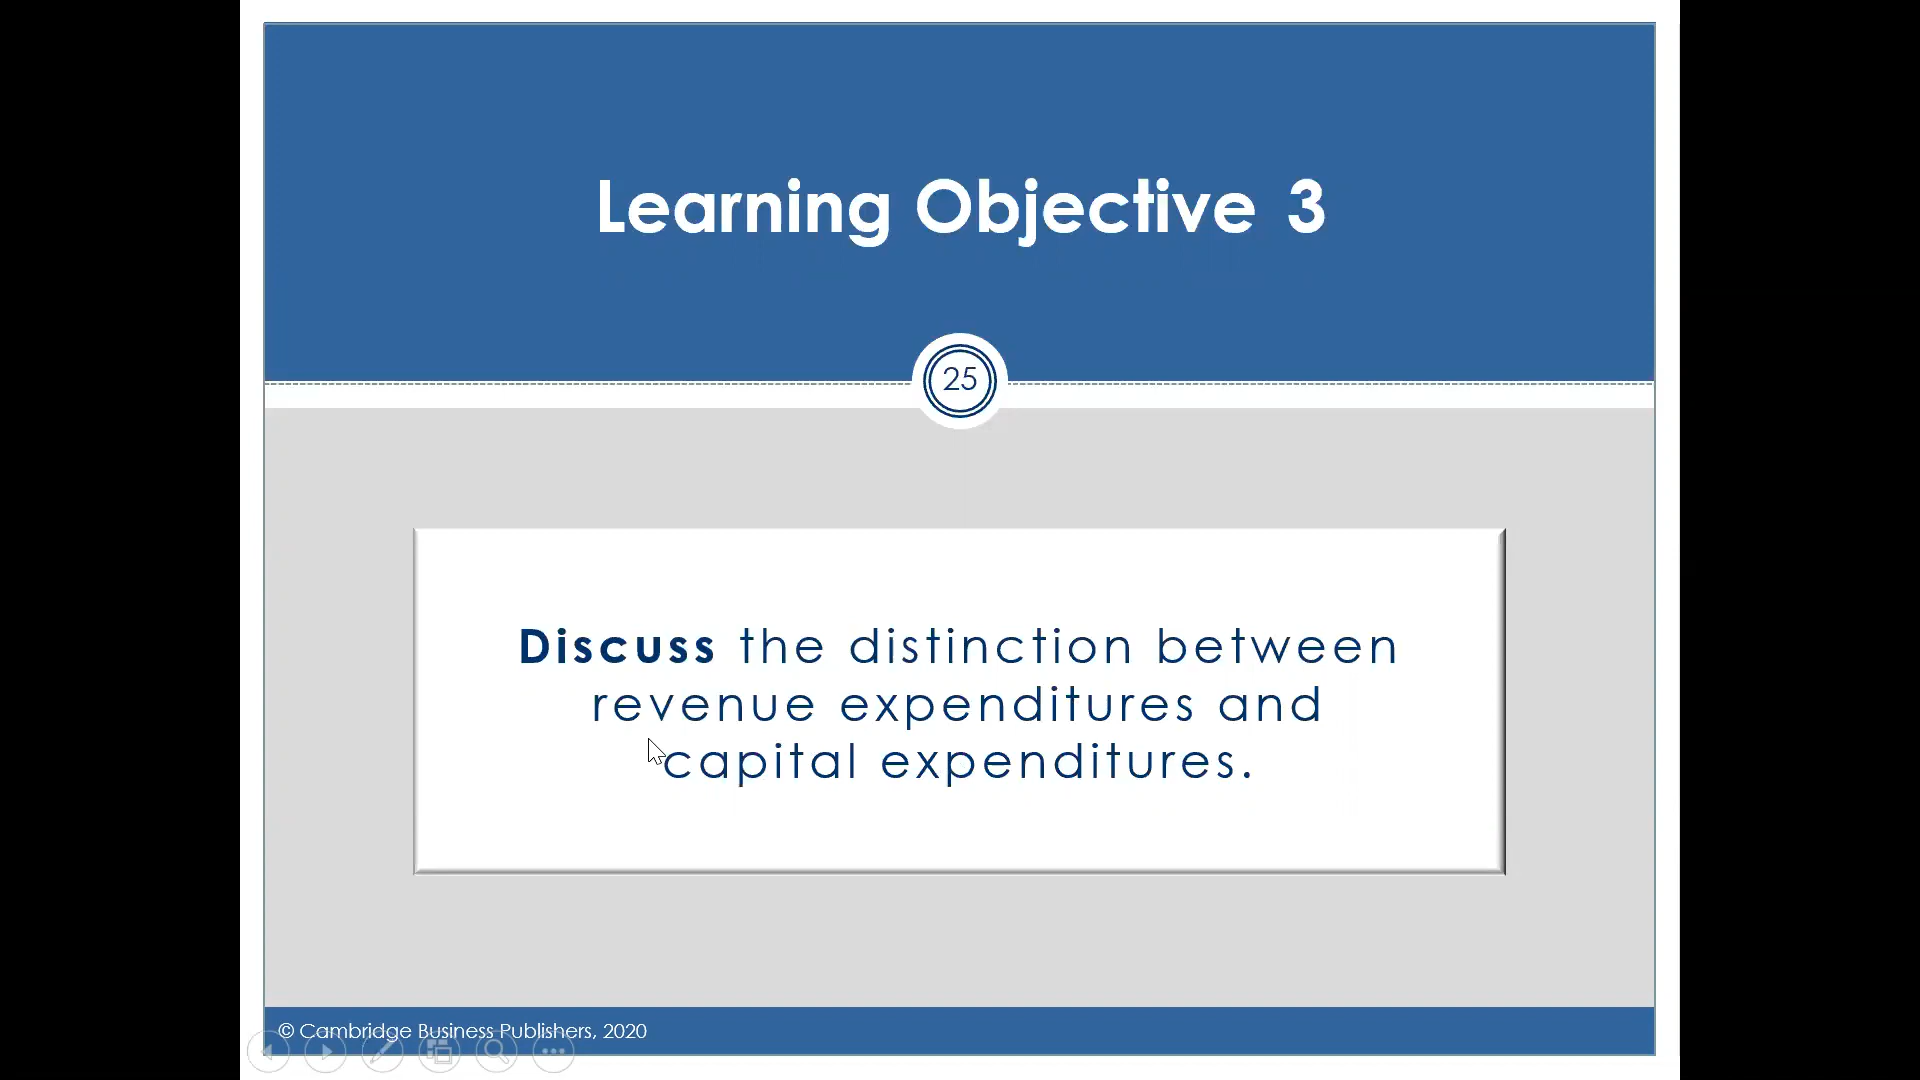 Learning Objective 3
25
Discuss the distinction between
revenue expenditures and
capital expenditures.
© Cambridge Business Publishers, 2020